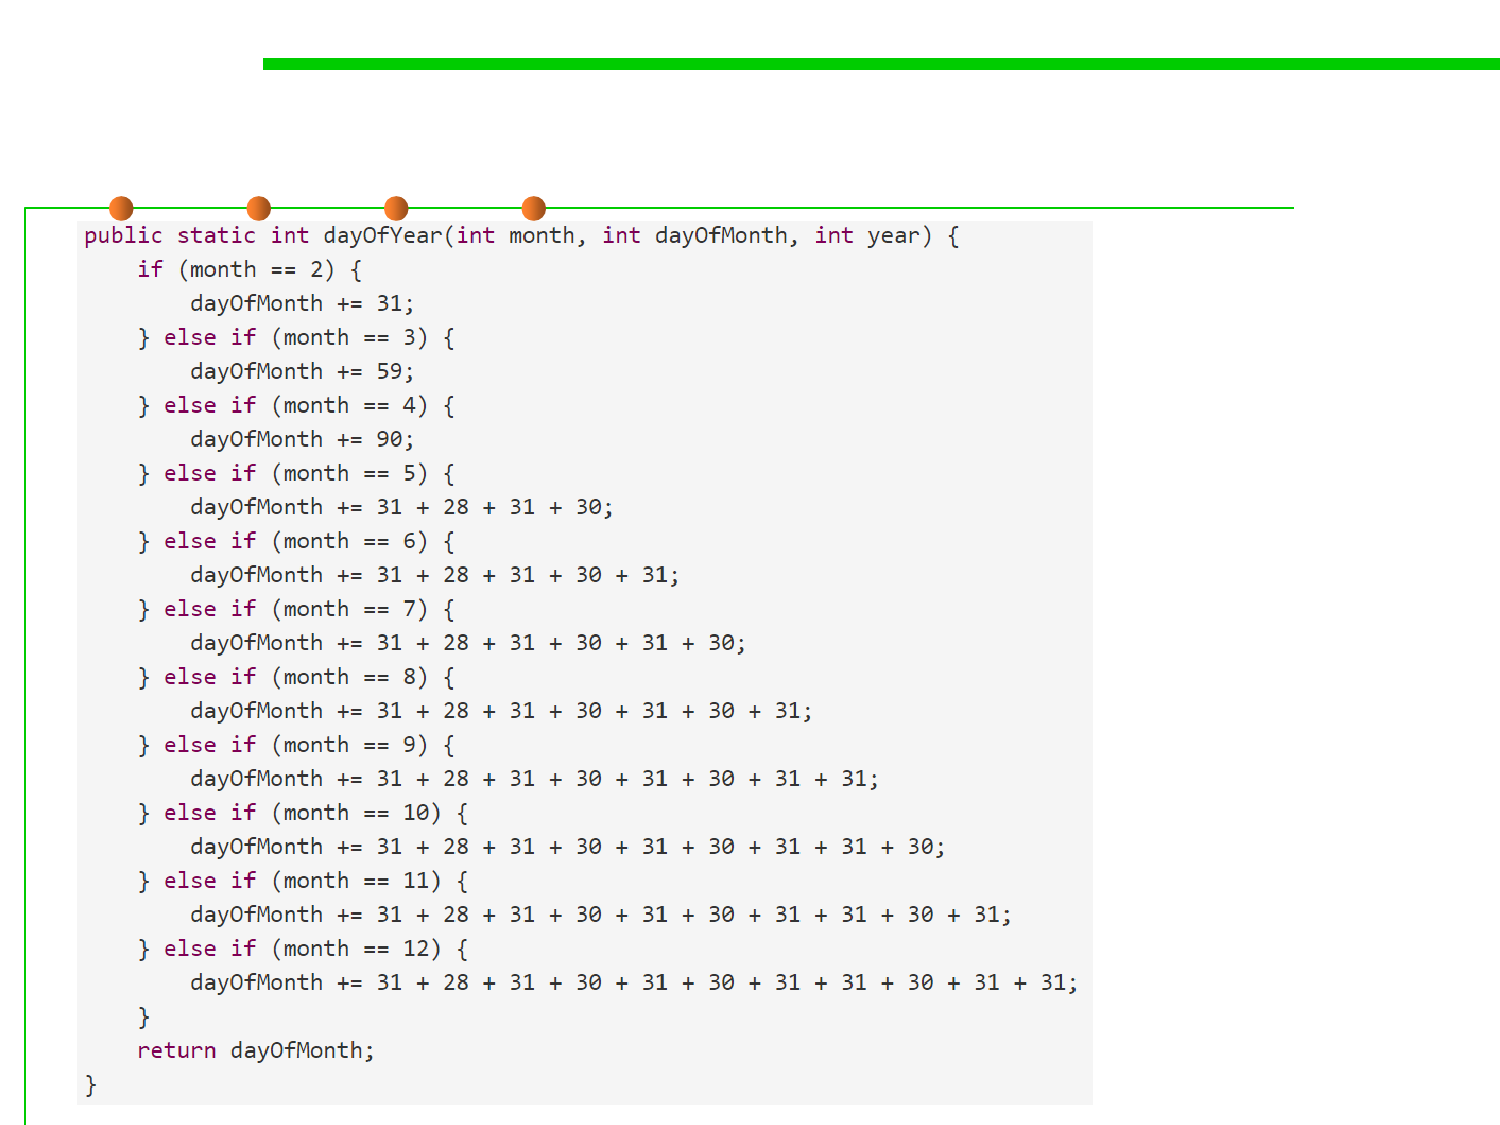 public static int dayOfYear(int month, int dayOfMonth, int year) {
    if (month == 2) {
        dayOfMonth += 31;
    } else if (month == 3) {
        dayOfMonth += 59;
    } else if (month == 4) {
        dayOfMonth += 90;
    } else if (month == 5) {
        dayOfMonth += 31 + 28 + 31 + 30;
    } else if (month == 6) {
        dayOfMonth += 31 + 28 + 31 + 30 + 31;
    } else if (month == 7) {
        dayOfMonth += 31 + 28 + 31 + 30 + 31 + 30;
    } else if (month == 8) {
        dayOfMonth += 31 + 28 + 31 + 30 + 31 + 30 + 31;
    } else if (month == 9) {
        dayOfMonth += 31 + 28 + 31 + 30 + 31 + 30 + 31 + 31;
    } else if (month == 10) {
        dayOfMonth += 31 + 28 + 31 + 30 + 31 + 30 + 31 + 31 + 30;
    } else if (month == 11) {
        dayOfMonth += 31 + 28 + 31 + 30 + 31 + 30 + 31 + 31 + 30 + 31;
    } else if (month == 12) {
        dayOfMonth += 31 + 28 + 31 + 30 + 31 + 30 + 31 + 31 + 30 + 31 + 31;
    }
    return dayOfMonth;
}